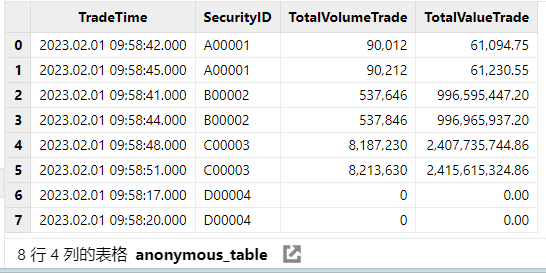 TradeTime SecurityID TotalVolumeTrade TotalValueTrade
0 2023.02.01 09:58:42.000 A00001 90,012 61,094.75
1 2023.02.01 09:58:45.000 A00001 90,212 61,230.55
2 2023.02.01 09:58:41.000 B00002 537,646 996,595,447.20
3 2023.02.01 09:58:44.000 B00002 537,846 996,965,937.20
4 2023.02.01 09:58:48.000 C00003 8,187,230 2,407,735,744.86
5 2023.02.01 09:58:51.000 C00003 8,213,630 2,415,615,324.86
6 2023.02.01 09:58:17.000 D00004 0 0.00
7 2023.02.01 09:58:20.000 D00004 0 0.00
8 行 4 列的表格 anonymous_table